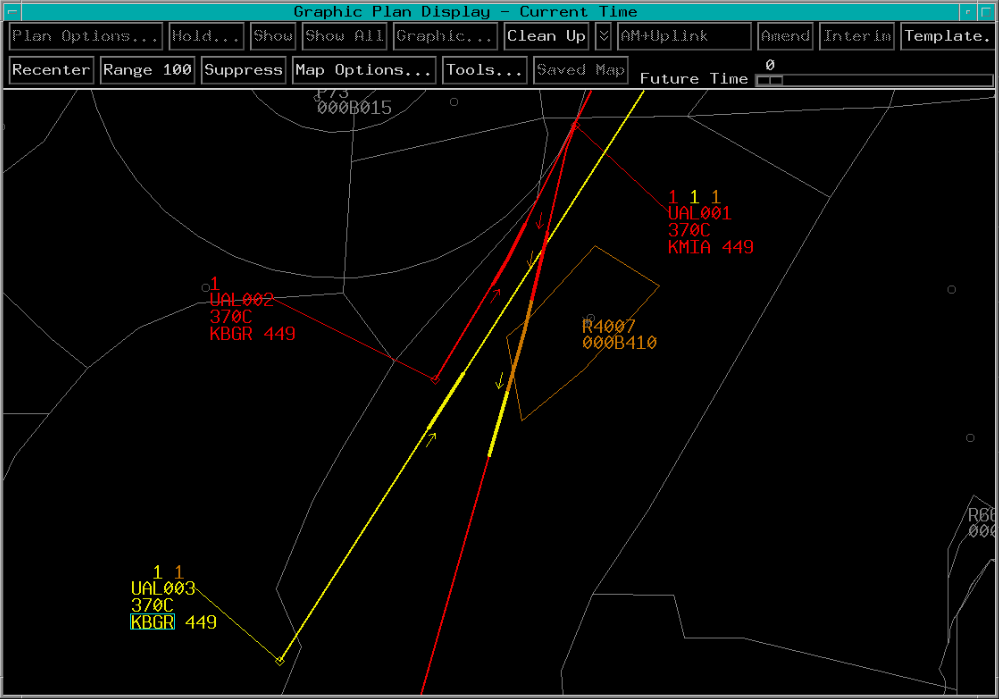 Graphic Plan Display - Current Time
Plan Options... Hold... Show Show All Graphic... Clean Up AM+Uplink Amend Interim Template.
Recenter Range 100 Suppress Map Options... Tools... Saved Map Future Time 0
P73
000B015
1 1 1
UAL001
370C
KMIA 449
1
UAL002
370C
KBGR 449
R4007
000B410
R66
000
1 1
UAL003
370C
KBGR 449